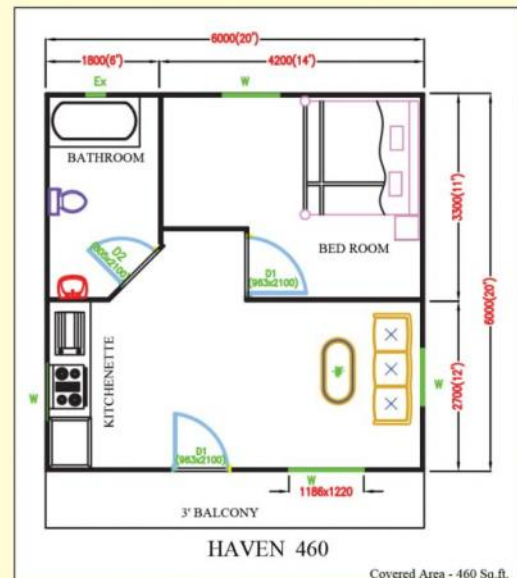 6000(20")
1800(6")
4200(14")
Ex
W
BATHROOM
BED ROOM
3300(11")
6000(20")
D2
(805x2100)
D1
(963x2100)
2700(12")
KITCHENETTE
W
W
D1
(963x2100)
W
1186x1220
3' BALCONY
HAVEN 460
Covered Area - 460 Sq.ft.